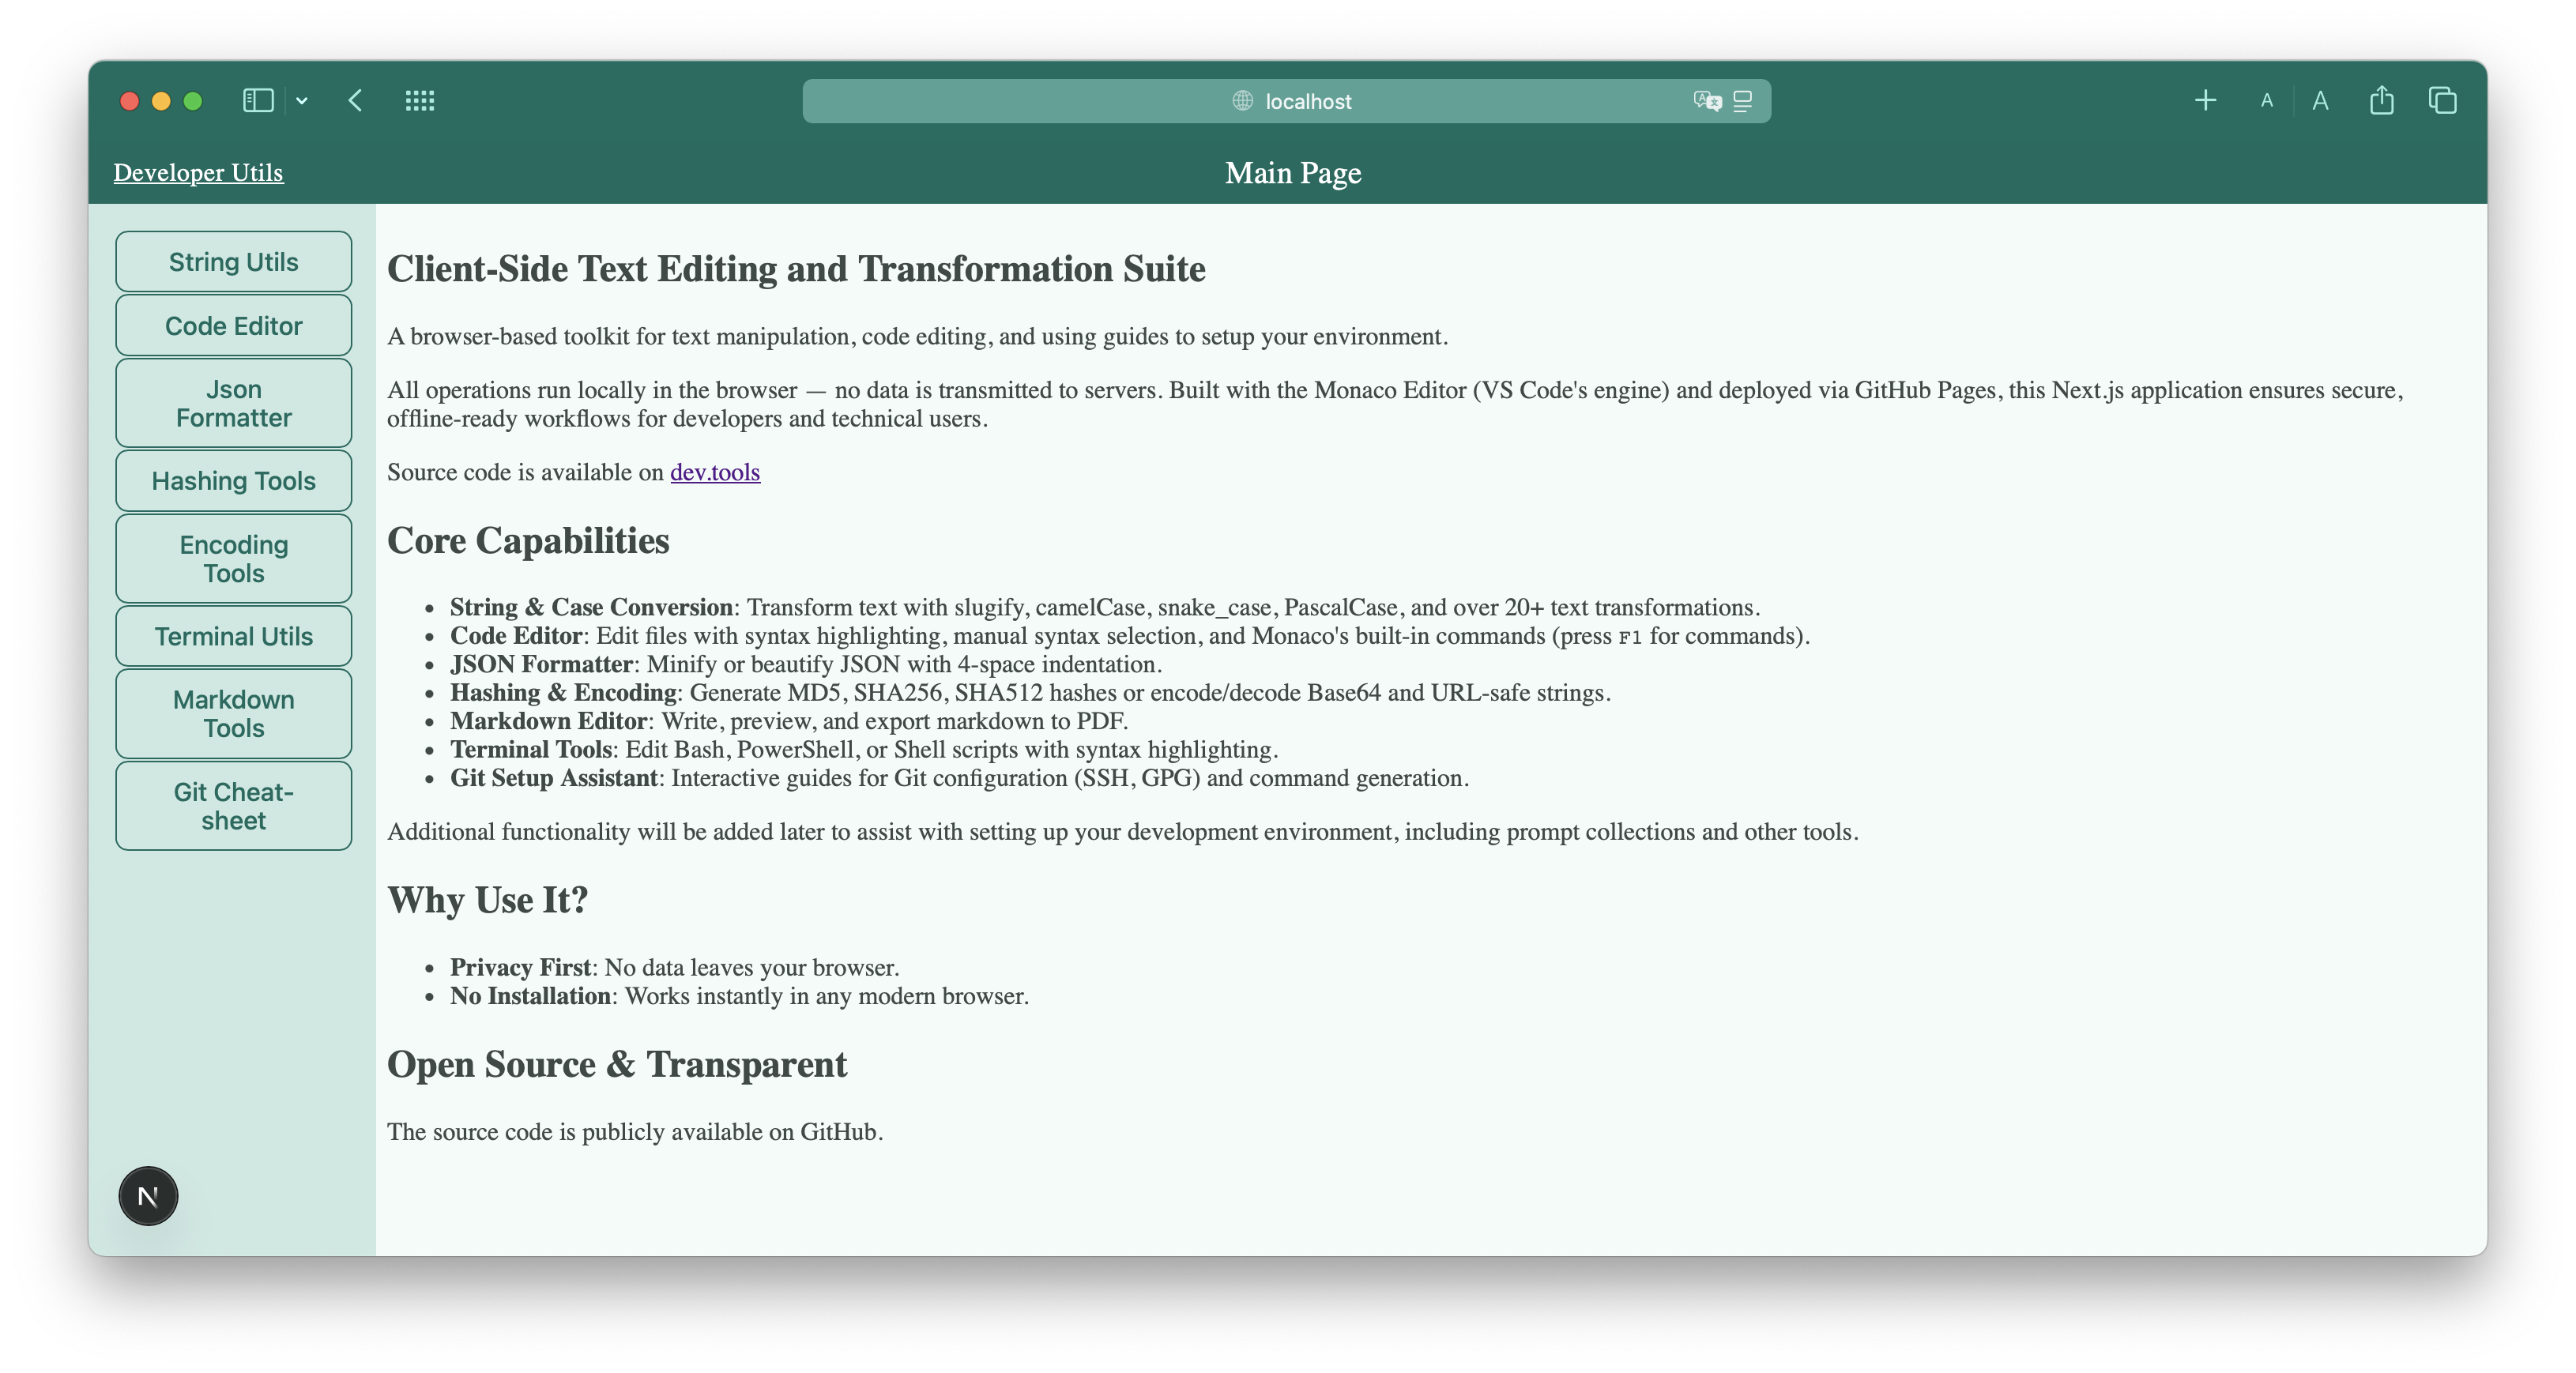 localhost
A A
Developer Utils
Main Page
String Utils
Code Editor
Json
Formatter
Hashing Tools
Encoding
Tools
Terminal Utils
Markdown
Tools
Git Cheat-
sheet
N
Client-Side Text Editing and Transformation Suite
A browser-based toolkit for text manipulation, code editing, and using guides to setup your environment.
All operations run locally in the browser — no data is transmitted to servers. Built with the Monaco Editor (VS Code's engine) and deployed via GitHub Pages, this Next.js application ensures secure,
offline-ready workflows for developers and technical users.
Source code is available on dev.tools
Core Capabilities
• String & Case Conversion: Transform text with slugify, camelCase, snake_case, PascalCase, and over 20+ text transformations.
• Code Editor: Edit files with syntax highlighting, manual syntax selection, and Monaco's built-in commands (press F1 for commands).
• JSON Formatter: Minify or beautify JSON with 4-space indentation.
• Hashing & Encoding: Generate MD5, SHA256, SHA512 hashes or encode/decode Base64 and URL-safe strings.
• Markdown Editor: Write, preview, and export markdown to PDF.
• Terminal Tools: Edit Bash, PowerShell, or Shell scripts with syntax highlighting.
• Git Setup Assistant: Interactive guides for Git configuration (SSH, GPG) and command generation.
Additional functionality will be added later to assist with setting up your development environment, including prompt collections and other tools.
Why Use It?
• Privacy First: No data leaves your browser.
• No Installation: Works instantly in any modern browser.
Open Source & Transparent
The source code is publicly available on GitHub.